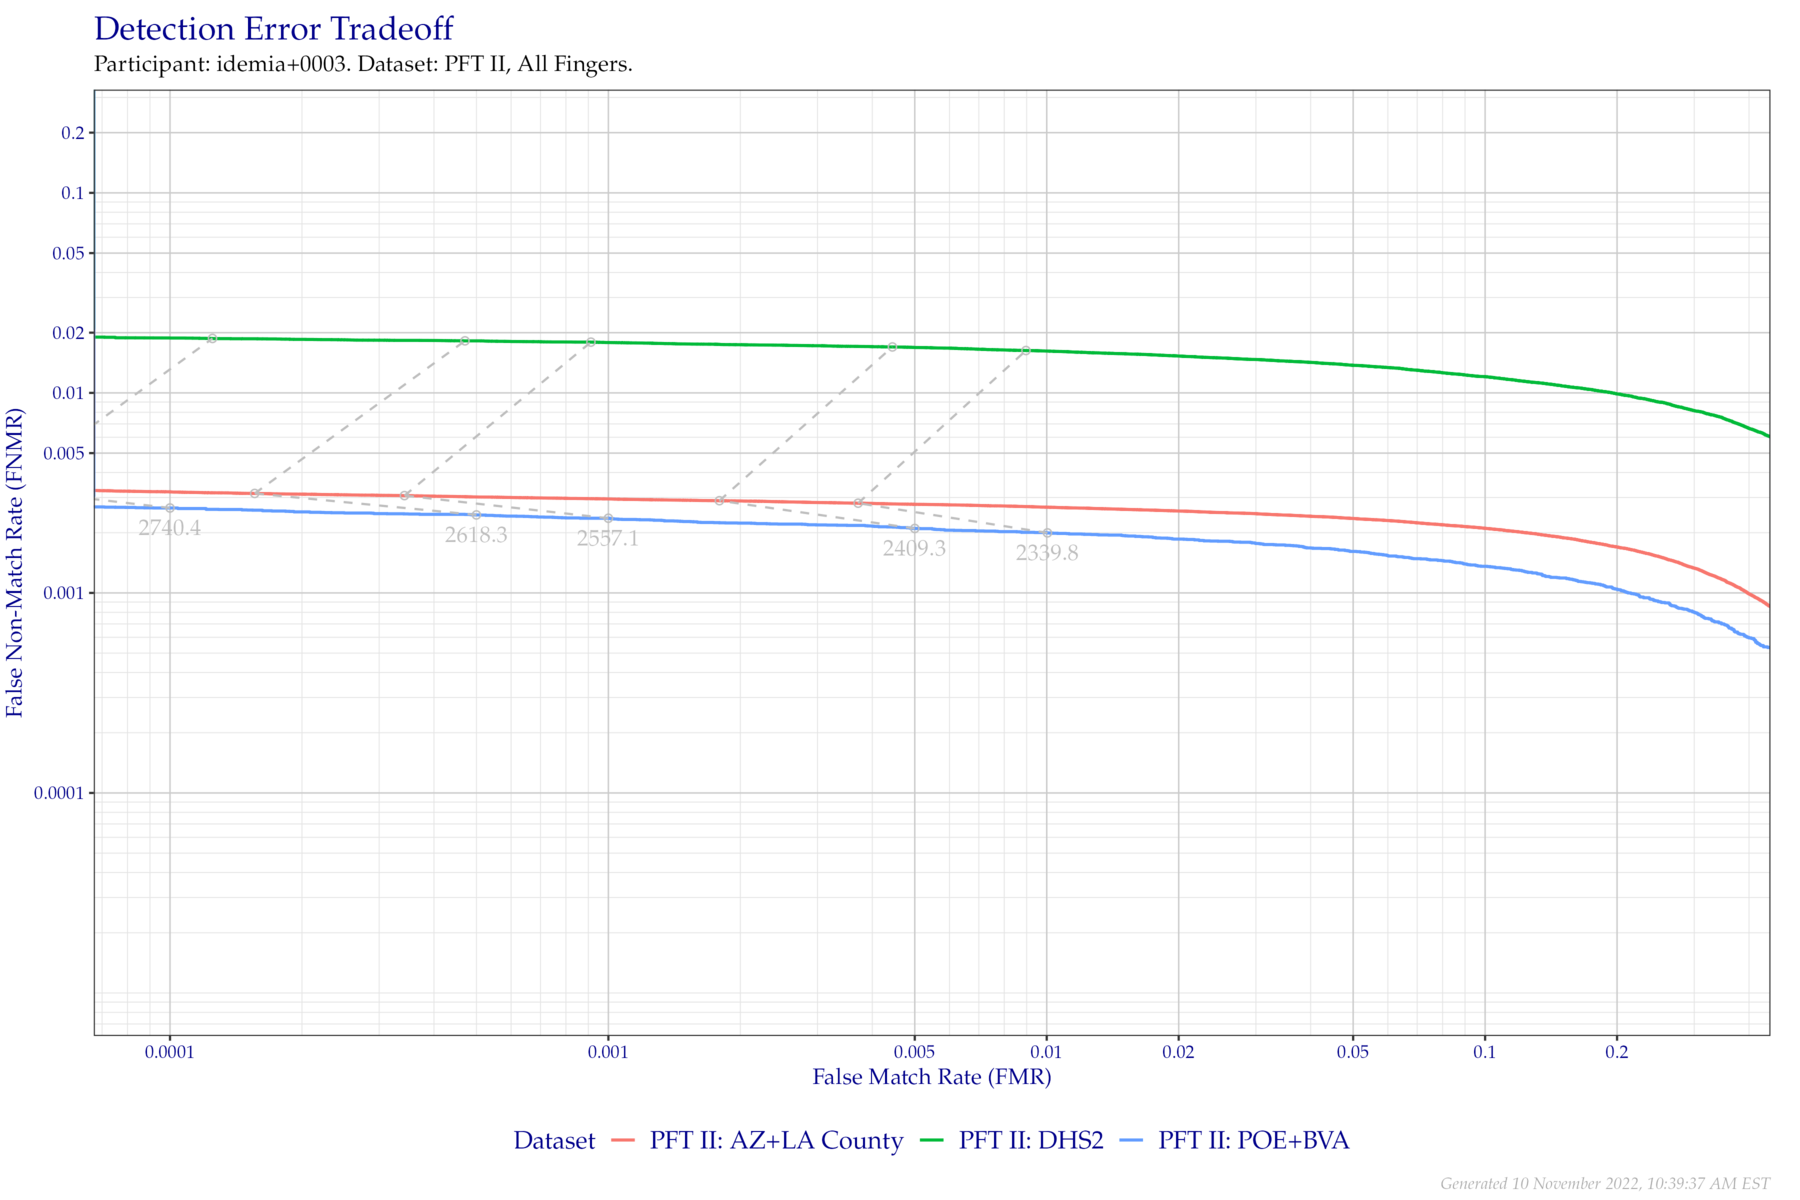 Detection Error Tradeoff
Participant: idemia+0003. Dataset: PFT II, All Fingers.
False Non-Match Rate (FNMR)
0.2
0.1
0.05
0.02
0.01
0.005
0.001
0.0001
2740.4
2618.3
2557.1
2409.3
2339.8
0.0001 0.001 0.005 0.01 0.02 0.05 0.1 0.2
False Match Rate (FMR)
Dataset PFT II: AZ+LA County PFT II: DHS2 PFT II: POE+BVA
Generated 10 November 2022, 10:39:37 AM EST